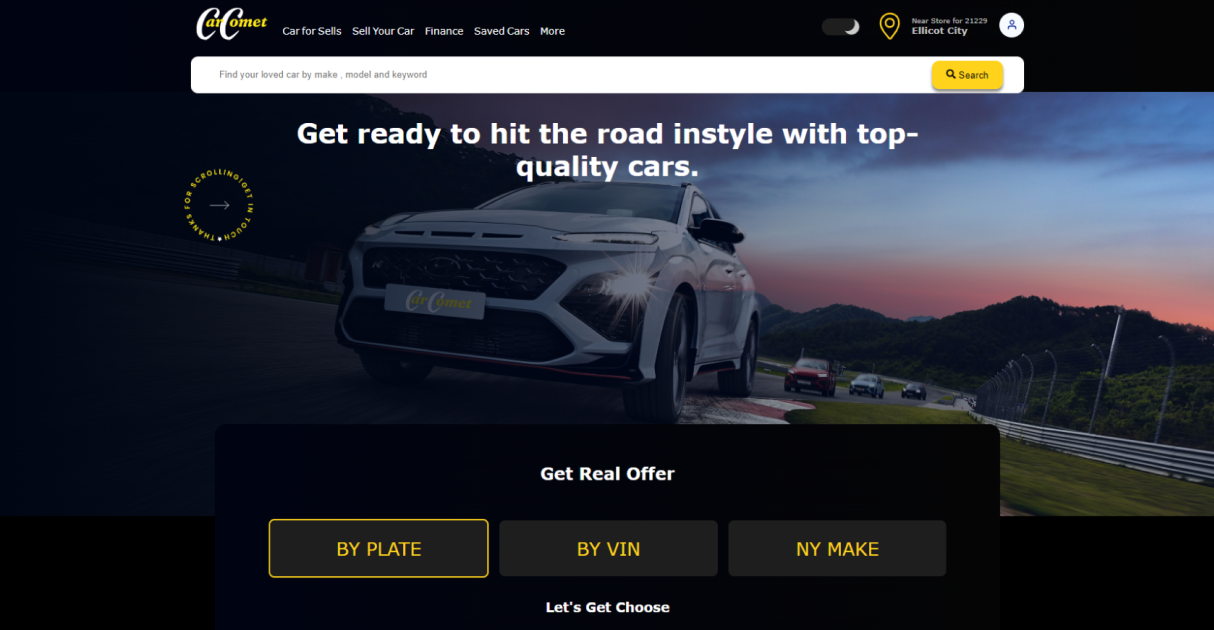 CarComet
Car for Sells Sell Your Car Finance Saved Cars More
Near Store for 21229
Ellicot City
Find your loved car by make , model and keyword
Search
Get ready to hit the road instyle with top-
quality cars.
THANKS FOR SCROLLING!GET IN TOUCH
CarComet
Get Real Offer
BY PLATE BY VIN NY MAKE
Let's Get Choose